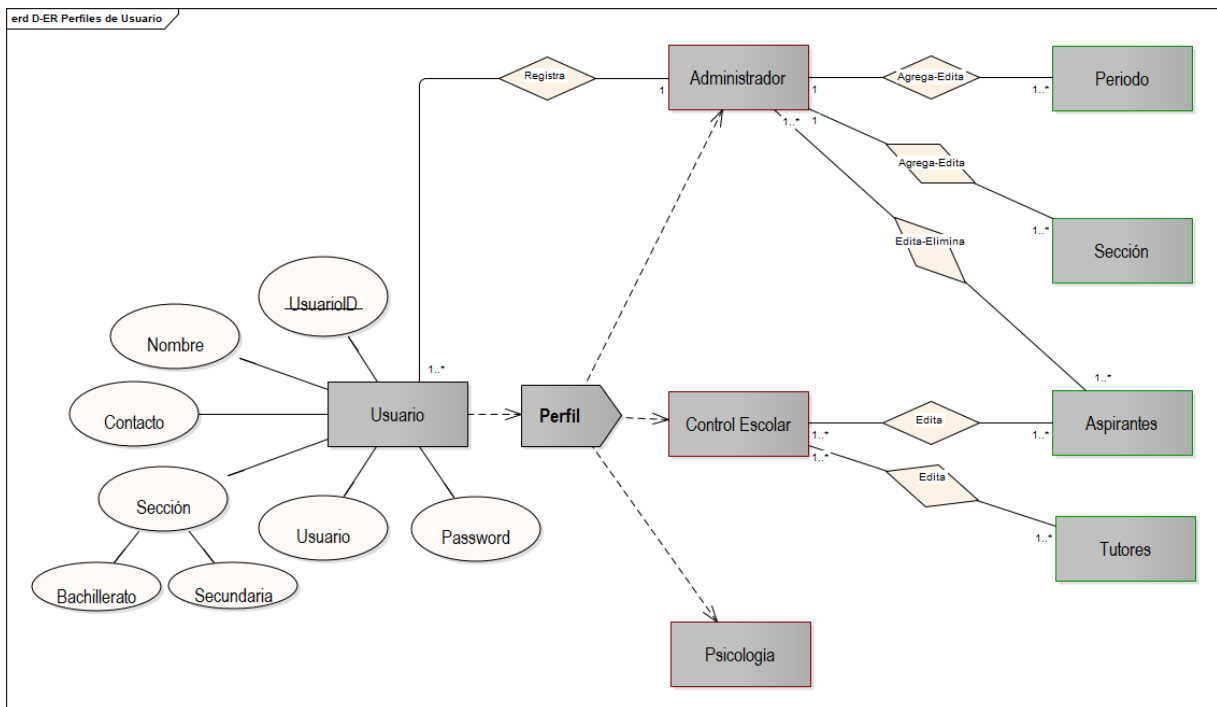 erd D-ER Perfiles de Usuario
Registra
1
1..*
Administrador
1
1
1..*
Agrega-Edita
1..*
Periodo
Agrega-Edita
1..*
Sección
Edita-Elimina
1..*
UsuarioID
Nombre
Contacto
Usuario
Sección
Bachillerato
Secundaria
Usuario
Password
Perfil
Control Escolar
1..*
1..*
Edita
1..*
Aspirantes
Edita
1..*
Tutores
Psicologia